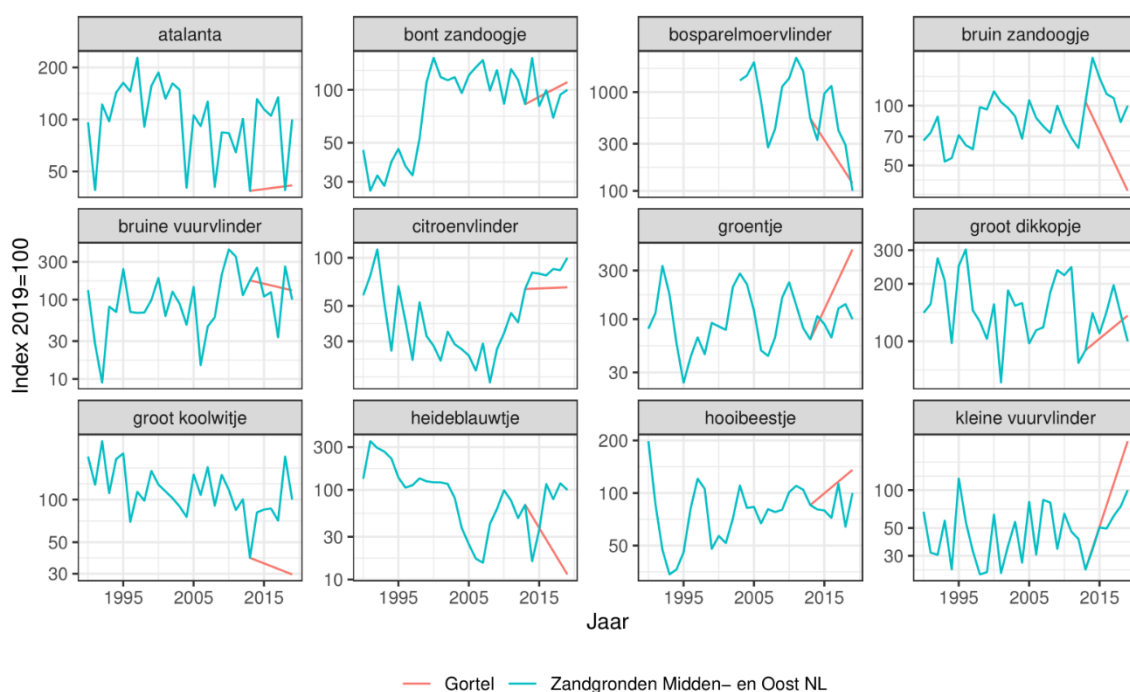 atalanta
bont zandoogje
bosparelmoervlinder
bruin zandoogje
200
100
50
100
50
30
1000
100
100
70
50
bruine vuurvlinder
citroenvlinder
groentje
groot dikkopje
300
100
30
10
100
50
30
300
100
30
300
200
100
groot koolwitje
heideblauwtje
hooibeestje
kleine vuurvlinder
100
30
300
100
30
10
200
100
50
100
50
30
1995 2005 2015
1995 2005 2015
1995 2005 2015
1995 2005 2015
Index 2019=100
Jaar
Gortel
Zandgronden Midden− en Oost NL